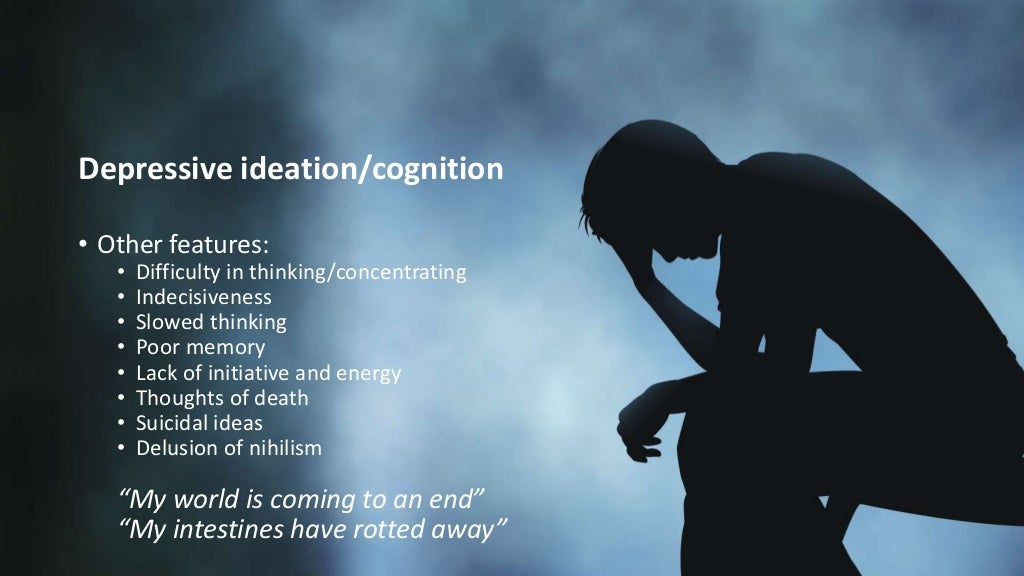 Depressive ideation/cognition
• Other features:
• Difficulty in thinking/concentrating
• Indecisiveness
• Slowed thinking
• Poor memory
• Lack of initiative and energy
• Thoughts of death
• Suicidal ideas
• Delusion of nihilism
“My world is coming to an end”
“My intestines have rotted away”